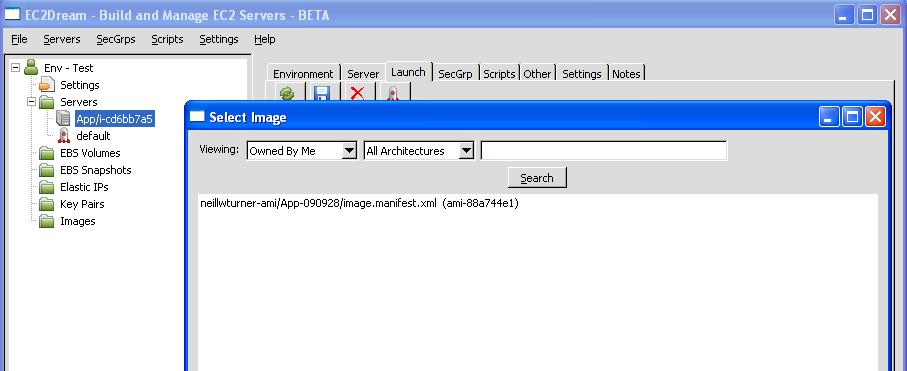 EC2Dream - Build and Manage EC2 Servers - BETA
File Servers SecGrps Scripts Settings Help
Env - Test
Settings
Servers
App/i-cd6bb7a5
default
EBS Volumes
EBS Snapshots
Elastic IPs
Key Pairs
Images
Environment Server Launch SecGrp Scripts Other Settings Notes
Select Image
Viewing: Owned By Me All Architectures
Search
neillwturner-ami/App-090928/image.manifest.xml (ami-88a744e1)